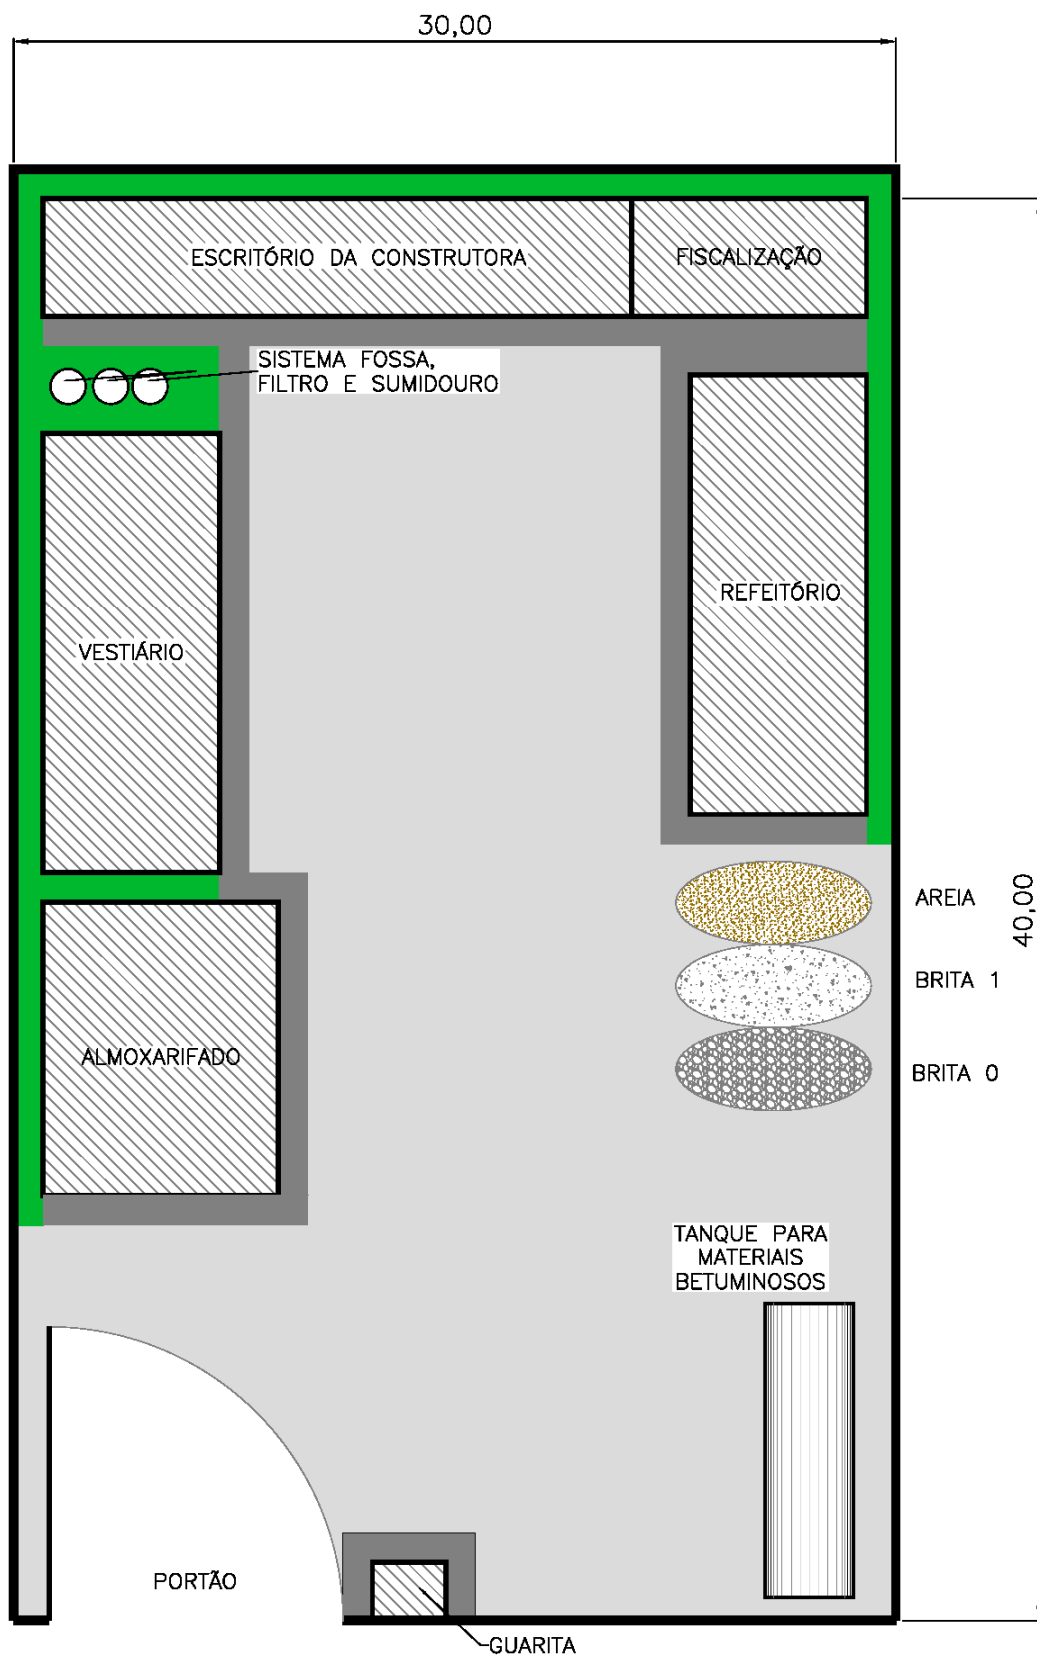 30,00
ESCRITÓRIO DA CONSTRUTORA
FISCALIZAÇÃO
SISTEMA FOSSA,
FILTRO E SUMIDOURO
REFEITÓRIO
VESTIÁRIO
AREIA
40,00
BRITA 1
ALMOXARIFADO
BRITA 0
TANQUE PARA
MATERIAIS
BETUMINOSOS
PORTÃO
GUARITA